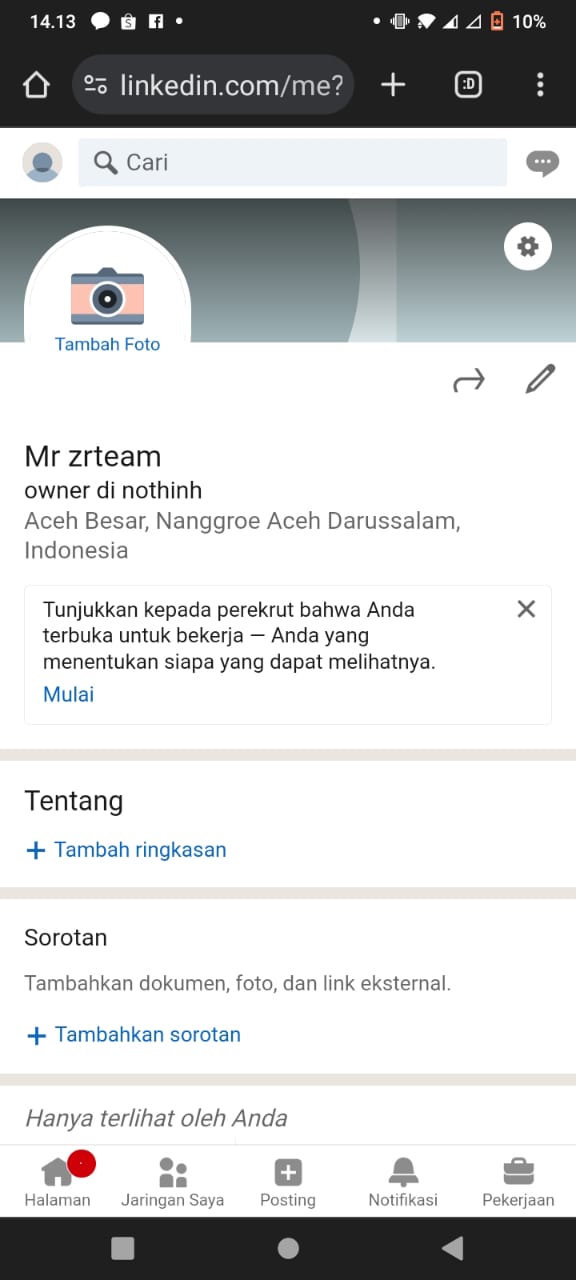 14.13
10%
linkedin.com/me?
:D
Cari
Tambah Foto
Mr zrteam
owner di nothinh
Aceh Besar, Nanggroe Aceh Darussalam,
Indonesia
Tunjukkan kepada perekrut bahwa Anda
terbuka untuk bekerja — Anda yang
menentukan siapa yang dapat melihatnya.
Mulai
Tentang
+ Tambah ringkasan
Sorotan
Tambahkan dokumen, foto, dan link eksternal.
+ Tambahkan sorotan
Hanya terlihat oleh Anda
Halaman
Jaringan Saya
Posting
Notifikasi
Pekerjaan